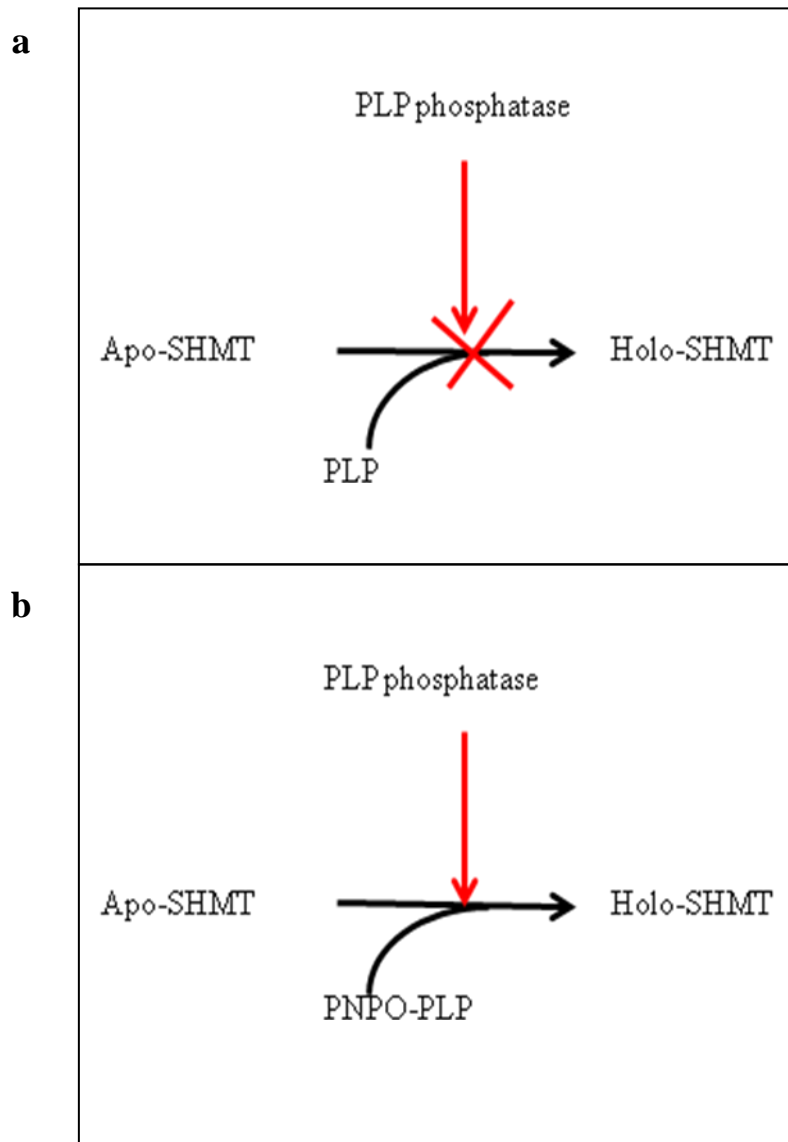 a
PLP phosphatase
Apo-SHMT
Holo-SHMT
PLP
b
PLP phosphatase
Apo-SHMT
Holo-SHMT
PNPO-PLP